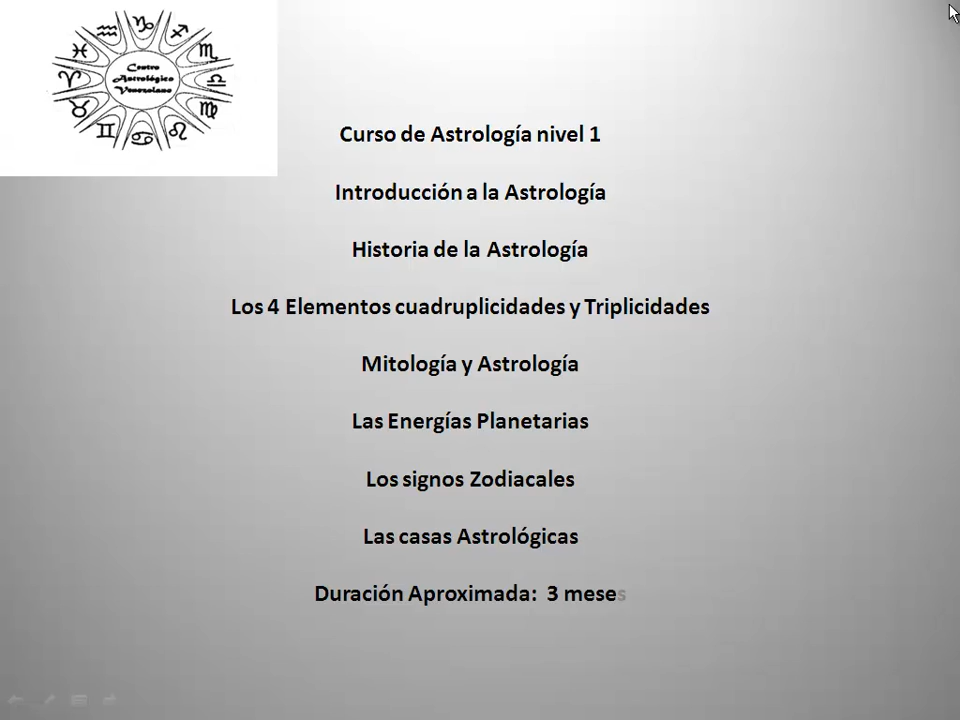 Centro
Astrológico
Venezolano
Curso de Astrología nivel 1
Introducción a la Astrología
Historia de la Astrología
Los 4 Elementos cuadruplicidades y Triplicidades
Mitología y Astrología
Las Energías Planetarias
Los signos Zodiacales
Las casas Astrológicas
Duración Aproximada: 3 meses